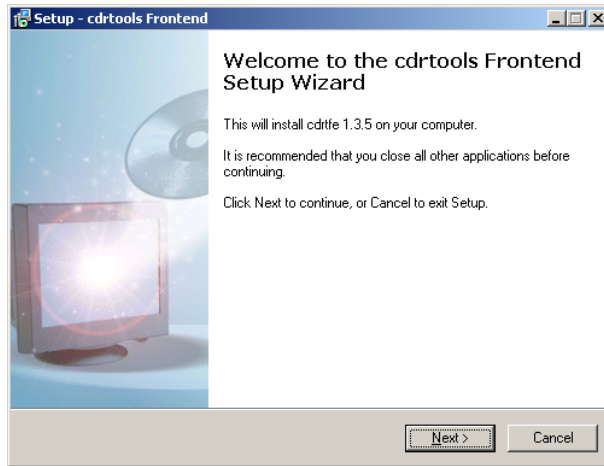 Setup - cdrtools Frontend
Welcome to the cdrtools Frontend
Setup Wizard
This will install cdrtfe 1.3.5 on your computer.
It is recommended that you close all other applications before
continuing.
Click Next to continue, or Cancel to exit Setup.
Next >
Cancel